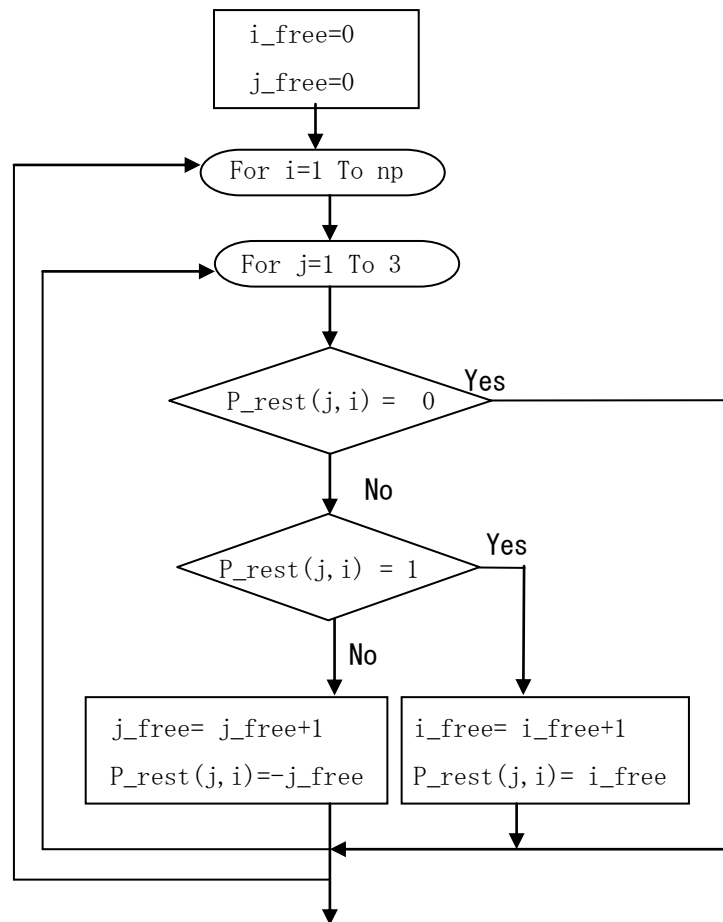 i_free=0
j_free=0
For i=1 To np
For j=1 To 3
P_rest(j,i) = 0
Yes
No
P_rest(j,i) = 1
Yes
No
j_free= j_free+1
P_rest(j,i)=-j_free
i_free= i_free+1
P_rest(j,i)= i_free